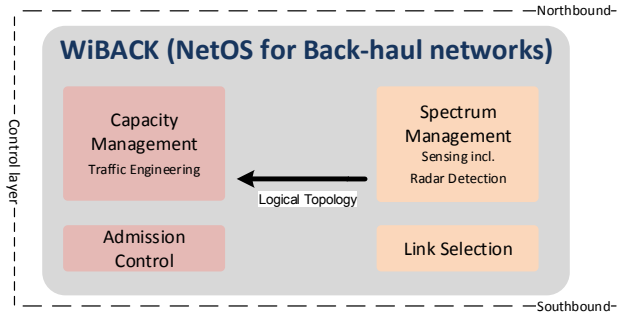 Northbound
WiBACK (NetOS for Back-haul networks)
Capacity
Management
Traffic Engineering
Spectrum
Management
Sensing incl.
Radar Detection
Control layer
Logical Topology
Admission
Control
Link Selection
Southbound